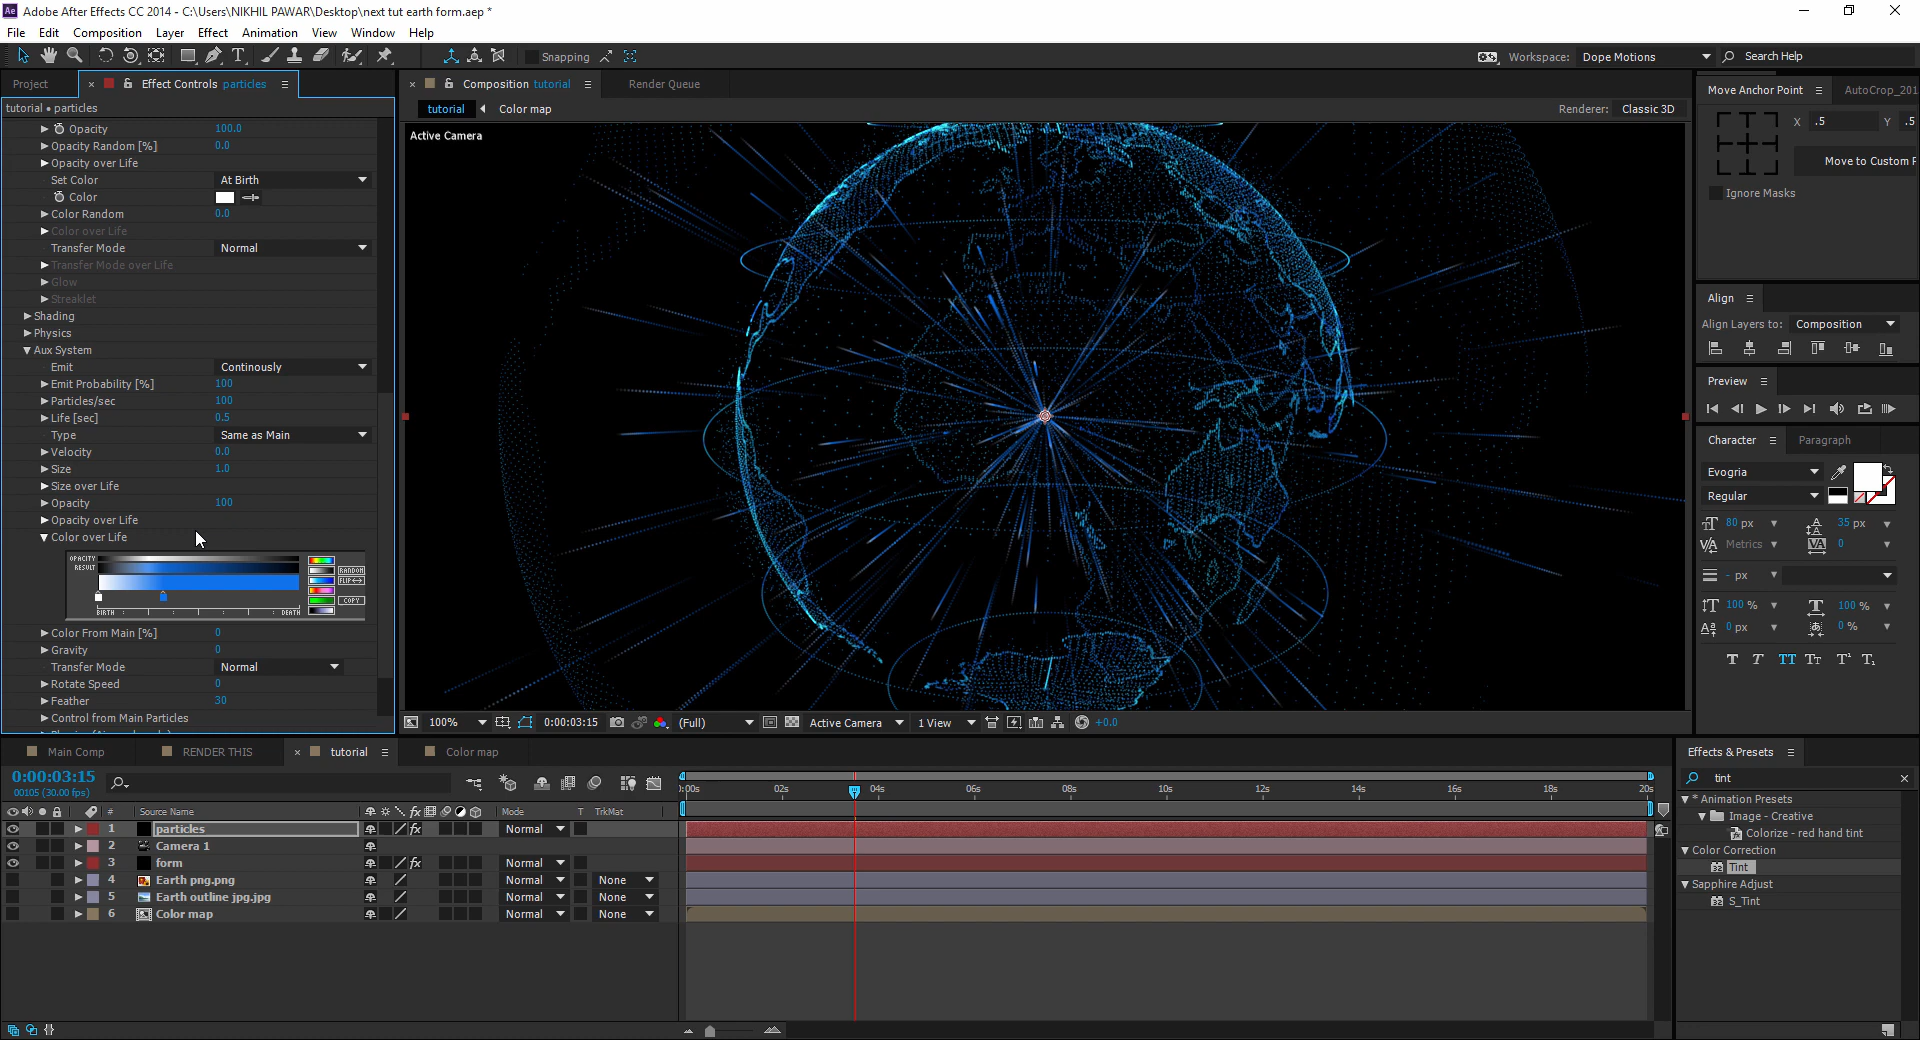 Adobe After Effects CC 2014 - C:\Users\NIKHIL PAWAR\Desktop\next tut earth form.aep *
File Edit Composition Layer Effect Animation View Window Help
Snapping
Workspace: Dope Motions
Search Help
Project
Effect Controls particles
tutorial • particles
Opacity 100.0
Opacity Random [%] 0.0
Opacity over Life
Set Color At Birth
Color
Color Random 0.0
Color over Life
Transfer Mode Normal
Transfer Mode over Life
Glow
Streaklet
Shading
Physics
Aux System
Emit Continously
Emit Probability [%] 100
Particles/sec 100
Life [sec] 0.5
Type Same as Main
Velocity 0.0
Size 1.0
Size over Life
Opacity 100
Opacity over Life
Color over Life
OPACITY
RESULT
RANDOM
FLIP
COPY
BIRTH DEATH
Color From Main [%] 0
Gravity 0
Transfer Mode Normal
Rotate Speed 0
Feather 30
Control from Main Particles
Composition tutorial
Render Queue
tutorial Color map
Renderer: Classic 3D
Active Camera
100% 0:00:03:15 (Full) Active Camera 1 View +0.0
Move Anchor Point AutoCrop_201
X .5 Y .5
Move to Custom P
Ignore Masks
Align
Align Layers to: Composition
Preview
Character Paragraph
Evogria
Regular
80 px 35 px
Metrics 0
- px
100 % 100 %
0 px 0 %
Main Comp RENDER THIS tutorial Color map
0:00:03:15
00105 (30.00 fps)
# Source Name Mode T TrkMat
1 particles Normal
2 Camera 1
3 form Normal
4 Earth png.png Normal None
5 Earth outline jpg.jpg Normal None
6 Color map Normal None
):00s 02s 04s 06s 08s 10s 12s 14s 16s 18s 20s
Effects & Presets
tint
* Animation Presets
Image - Creative
Colorize - red hand tint
Color Correction
Tint
Sapphire Adjust
S_Tint